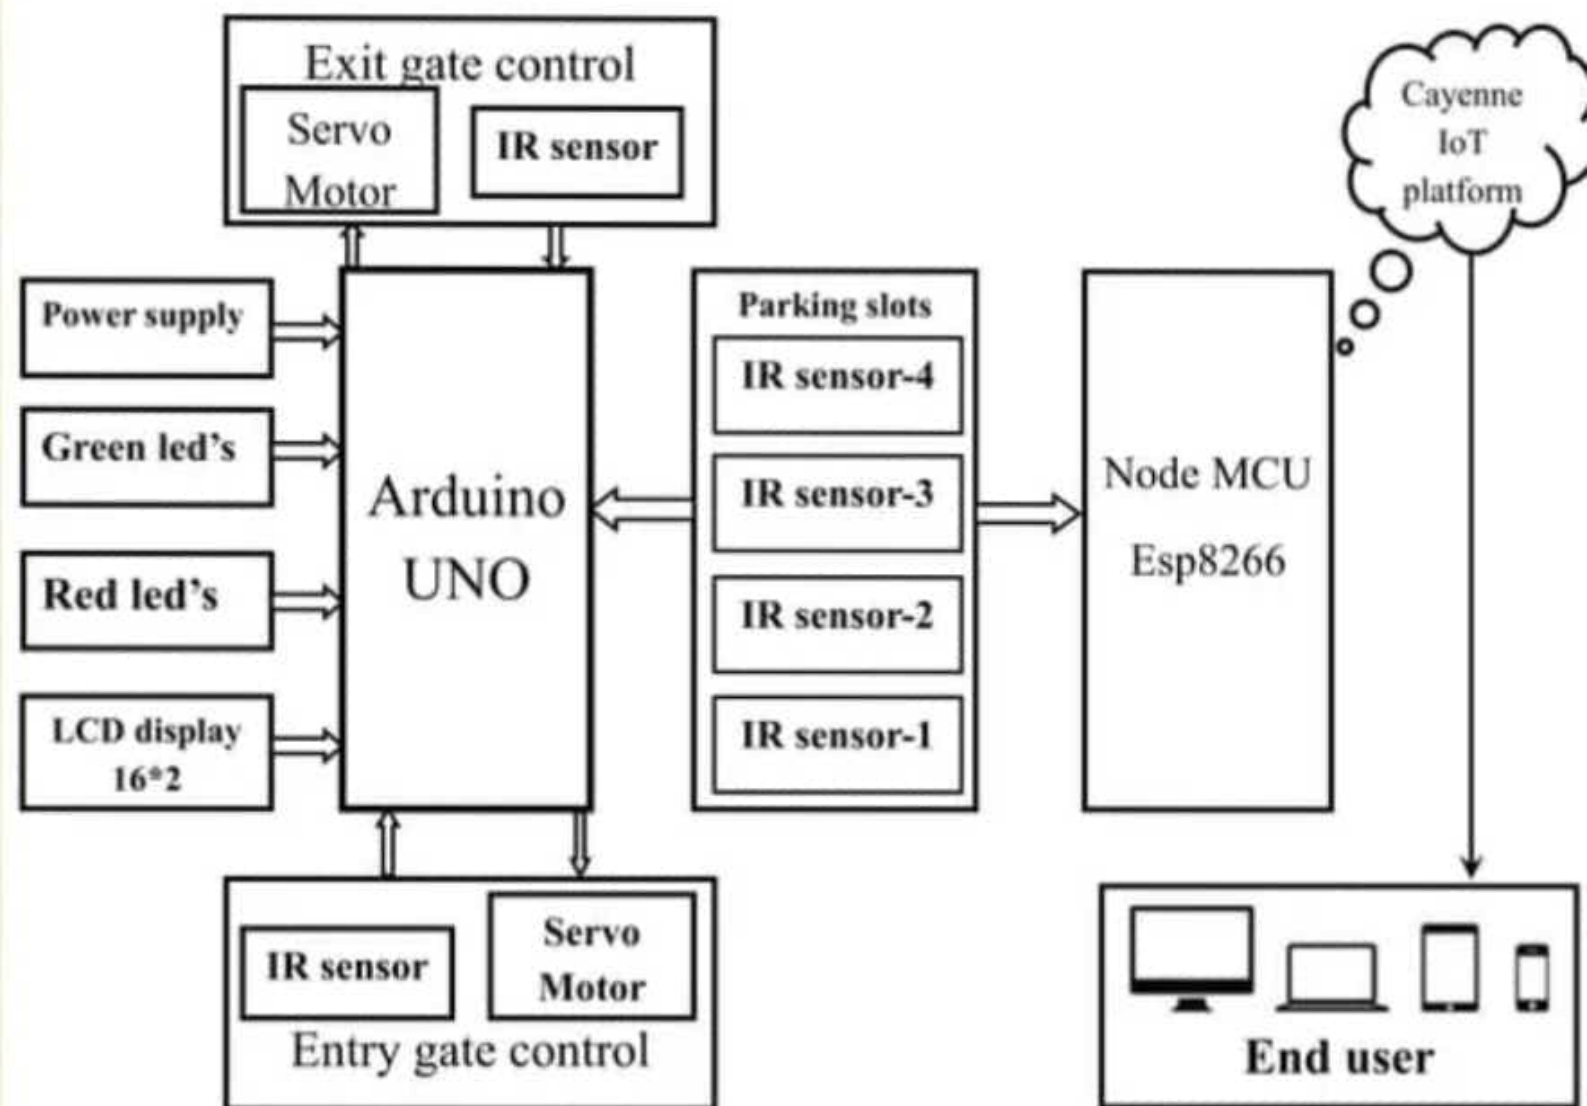 Exit gate control
Servo
Motor
IR sensor
Cayenne
IoT
platform
Power supply
Green led's
Red led's
LCD display
16*2
Arduino
UNO
Parking slots
IR sensor-4
IR sensor-3
IR sensor-2
IR sensor-1
Node MCU
Esp8266
IR sensor
Servo
Motor
Entry gate control
End user